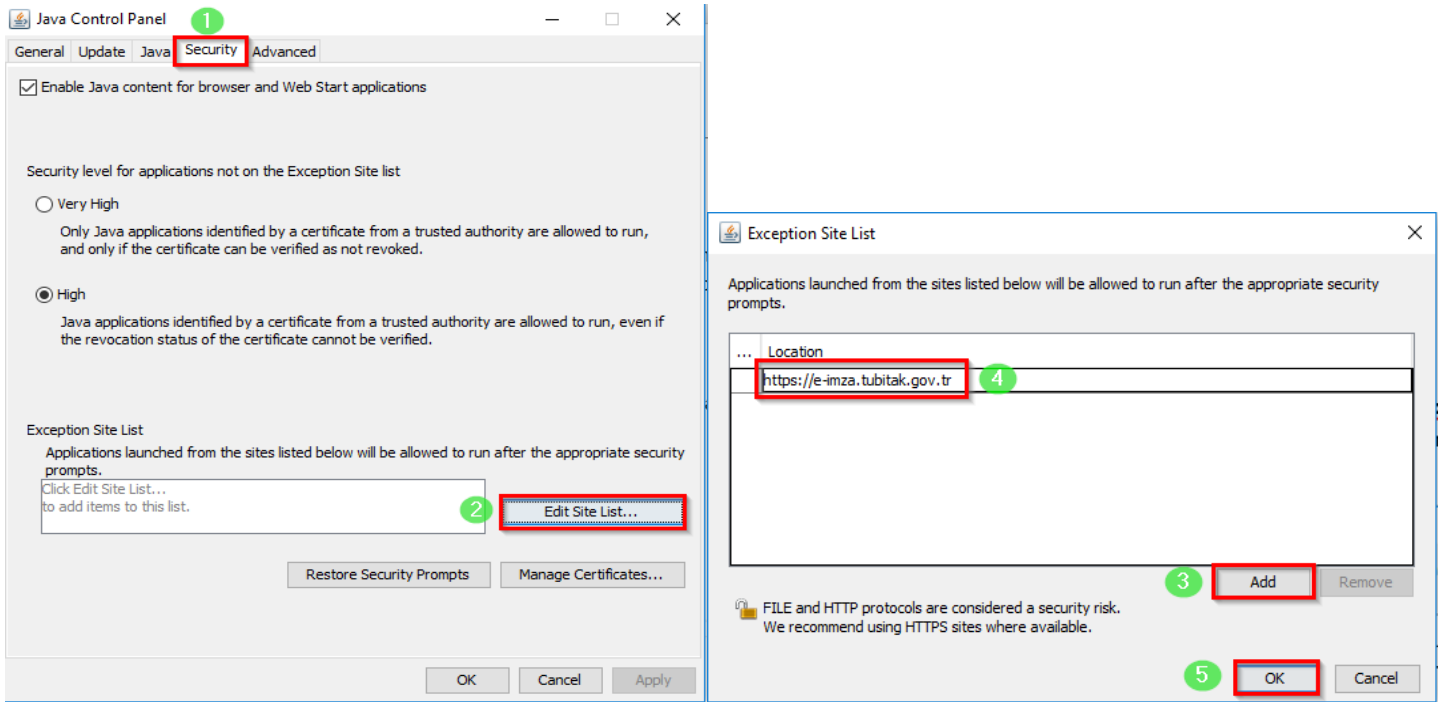 Java Control Panel
1
General Update Java Security Advanced
Enable Java content for browser and Web Start applications
Security level for applications not on the Exception Site list
Very High
Only Java applications identified by a certificate from a trusted authority are allowed to run,
and only if the certificate can be verified as not revoked.
High
Java applications identified by a certificate from a trusted authority are allowed to run, even if
the revocation status of the certificate cannot be verified.
Exception Site List
Applications launched from the sites listed below will be allowed to run after the appropriate security
prompts.
Click Edit Site List...
to add items to this list.
2
Edit Site List...
Restore Security Prompts
Manage Certificates...
OK
Cancel
Apply
Exception Site List
Applications launched from the sites listed below will be allowed to run after the appropriate security
prompts.
... Location
https://e-imza.tubitak.gov.tr
4
3
Add
Remove
FILE and HTTP protocols are considered a security risk.
We recommend using HTTPS sites where available.
5
OK
Cancel